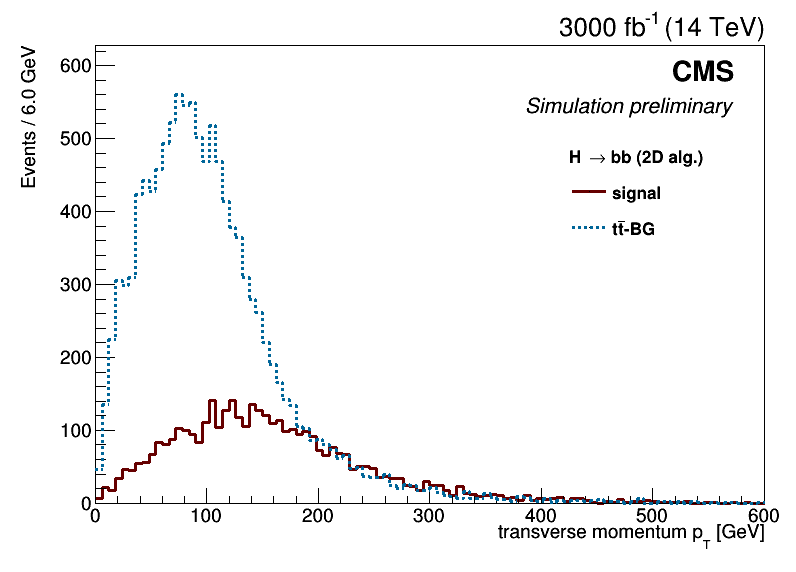 3000 fb⁻¹ (14 TeV)
Events / 6.0 GeV
600
500
400
300
200
100
0
CMS
Simulation preliminary
H → bb (2D alg.)
signal
tt̄-BG
0 100 200 300 400 500 600
transverse momentum p_T [GeV]